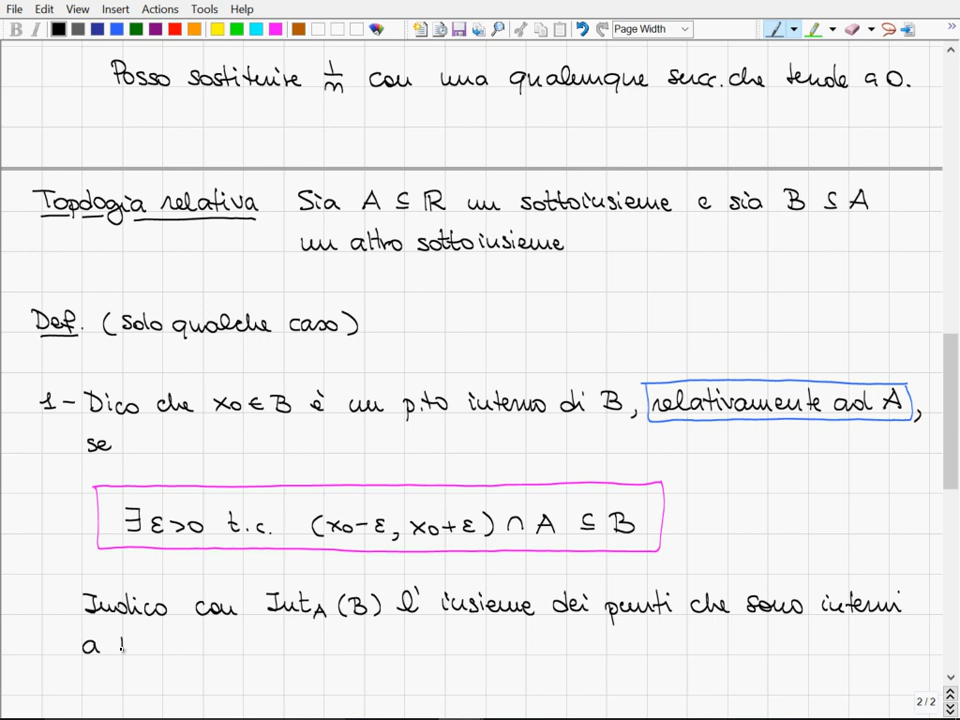 File Edit View Insert Actions Tools Help
B I Page Width
Posso sostituire 1/n con una qualunque succ. che tende a 0.
Topologia relativa Sia A ⊆ ℝ un sottoinsieme e sia B ⊆ A
un altro sottoinsieme
Def. (solo qualche caso)
1 - Dico che x0 ∈ B è un p.to interno di B, relativamente ad A,
se
∃ ε>0 t.c. (x0-ε, x0+ε) ∩ A ⊆ B
Indico con Int_A (B) l'insieme dei punti che sono interni
a
2 / 2